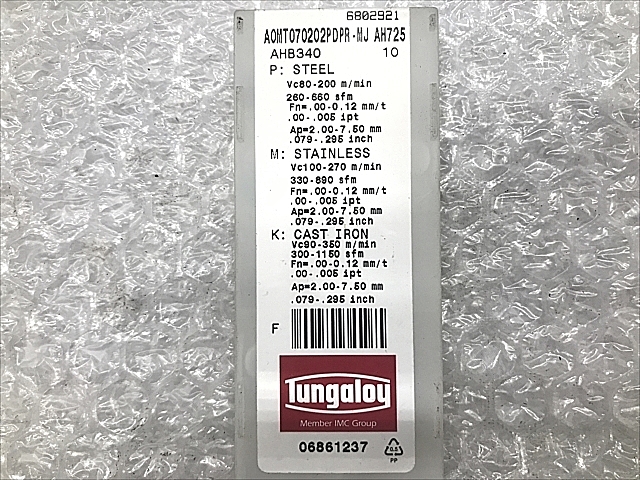 6802921
AOMT070202PDPR-MJ AH725
AHB340 10
P: STEEL
Vc80-200 m/min
260-660 sfm
Fn=.00-0.12 mm/t
.00-.005 ipt
Ap=2.00-7.50 mm
.079-.295 inch
M: STAINLESS
Vc100-270 m/min
330-890 sfm
Fn=.00-0.12 mm/t
.00-.005 ipt
Ap=2.00-7.50 mm
.079-.295 inch
K: CAST IRON
Vc90-350 m/min
300-1150 sfm
Fn=.00-0.12 mm/t
.00-.005 ipt
Ap=2.00-7.50 mm
.079-.295 inch
F
Tungaloy
Member IMC Group
06861237
PP